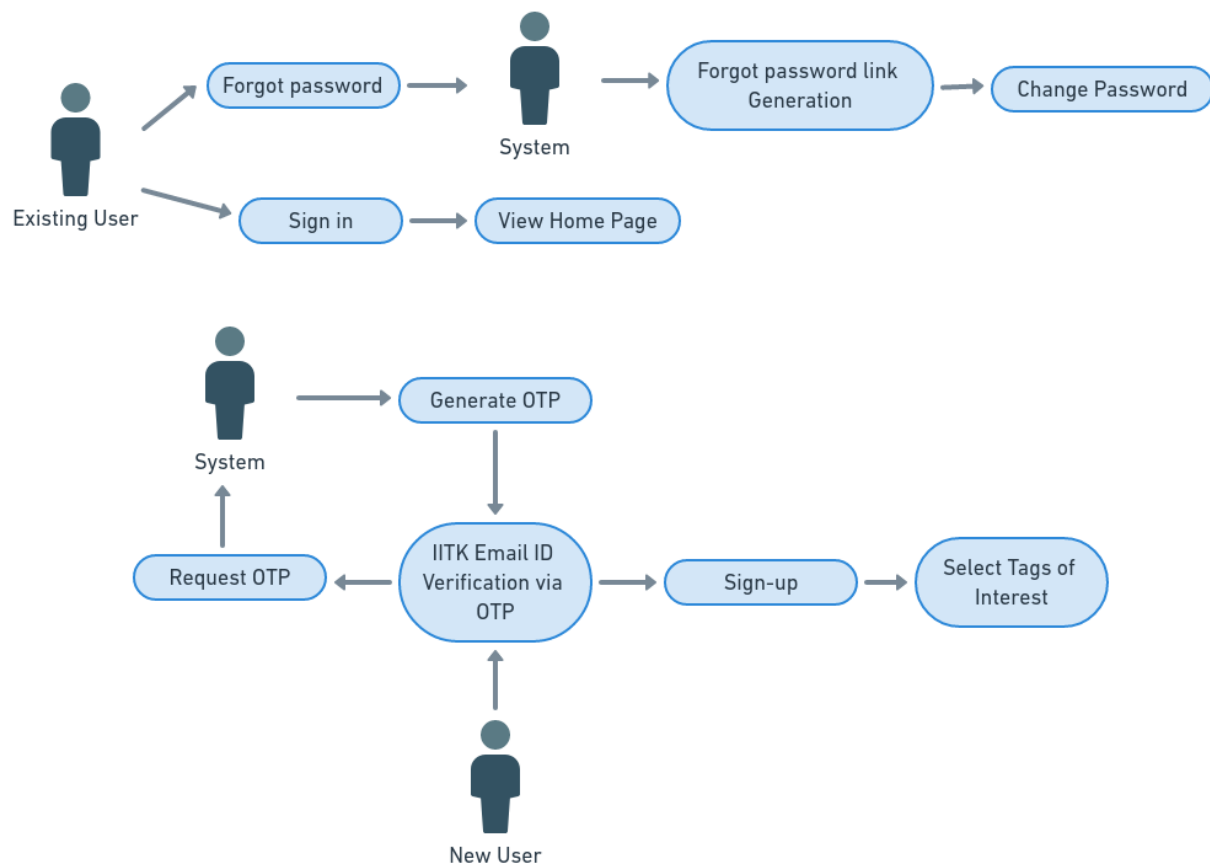 Forgot password
System
Forgot password link
Generation
Change Password
Existing User
Sign in
View Home Page
System
Generate OTP
Request OTP
IITK Email ID
Verification via
OTP
Sign-up
Select Tags of
Interest
New User